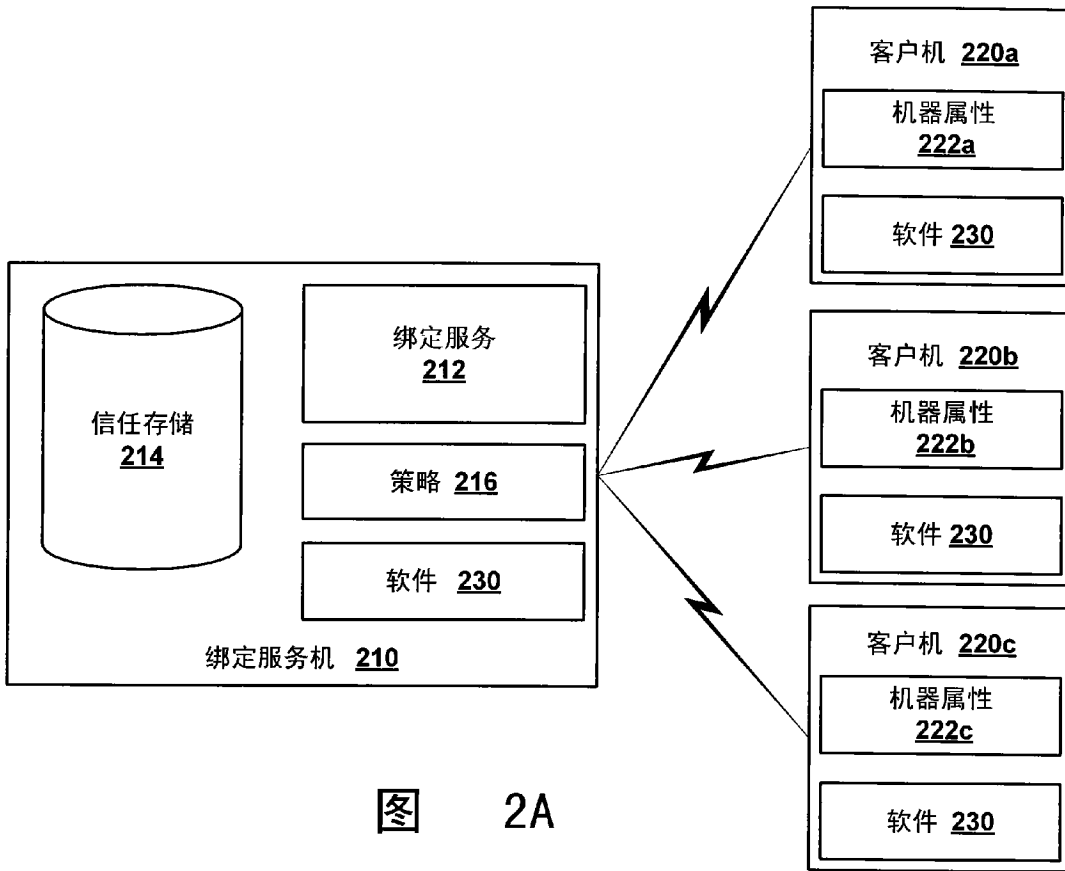 客户机 220a
机器属性
222a
软件 230
绑定服务
212
信任存储
214
策略 216
软件 230
绑定服务机 210
客户机 220b
机器属性
222b
软件 230
客户机 220c
机器属性
222c
软件 230
图 2A